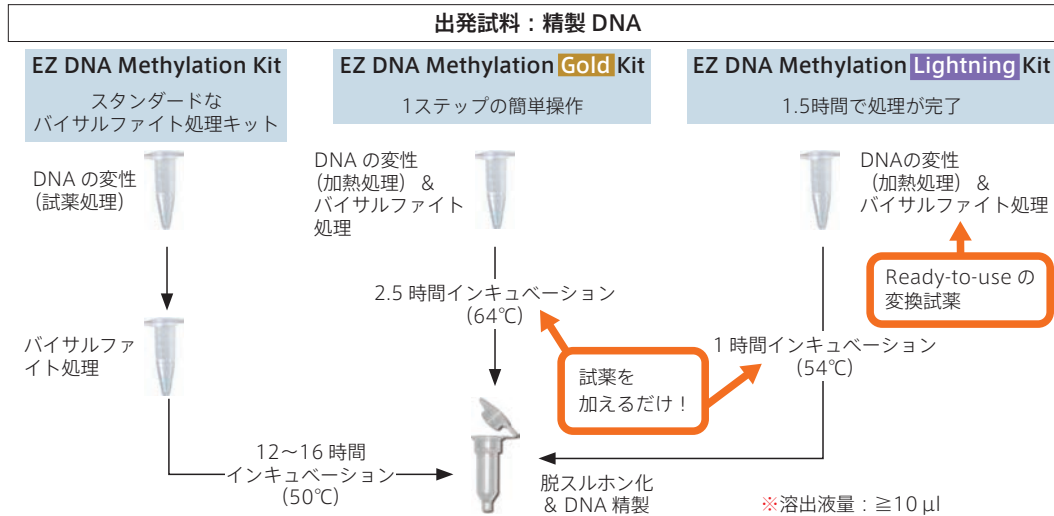 出発試料：精製 DNA
EZ DNA Methylation Kit
スタンダードな
バイサルファイト処理キット
EZ DNA Methylation Gold Kit
1ステップの簡単操作
EZ DNA Methylation Lightning Kit
1.5時間で処理が完了
DNA の変性
(試薬処理)
DNA の変性
(加熱処理) &
バイサルファイト
処理
DNAの変性
(加熱処理) &
バイサルファイト処理
Ready-to-use の
変換試薬
2.5 時間インキュベーション
(64℃)
バイサルファ
イト処理
1 時間インキュベーション
(54℃)
試薬を
加えるだけ！
12〜16 時間
インキュベーション
(50℃)
脱スルホン化
& DNA 精製
※溶出液量：≧10 µl